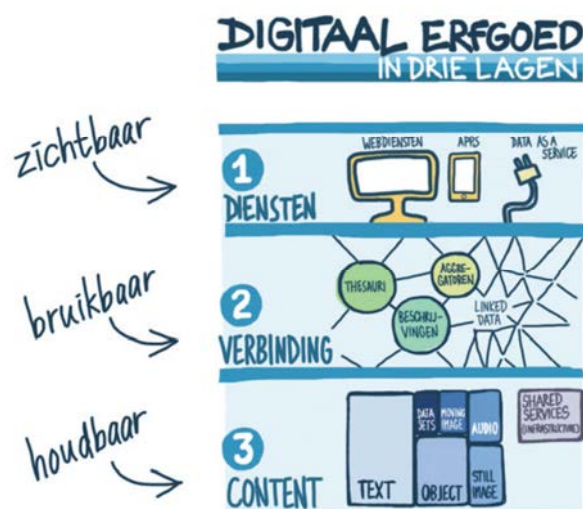 DIGITAAL ERFGOED
IN DRIE LAGEN
zichtbaar
1
DIENSTEN
WEBDIENSTEN
APPS
DATA AS A
SERVICE
bruikbaar
2
VERBINDING
THESAURI
AGGRE-
GATOREN
BESCHRIJ-
VINGEN
LINKED
DATA
houdbaar
3
CONTENT
TEXT
DATA
SETS
MOVING
IMAGE
AUDIO
OBJECT
STILL
IMAGE
SHARED
SERVICES
(INFRASTRUCTURE)